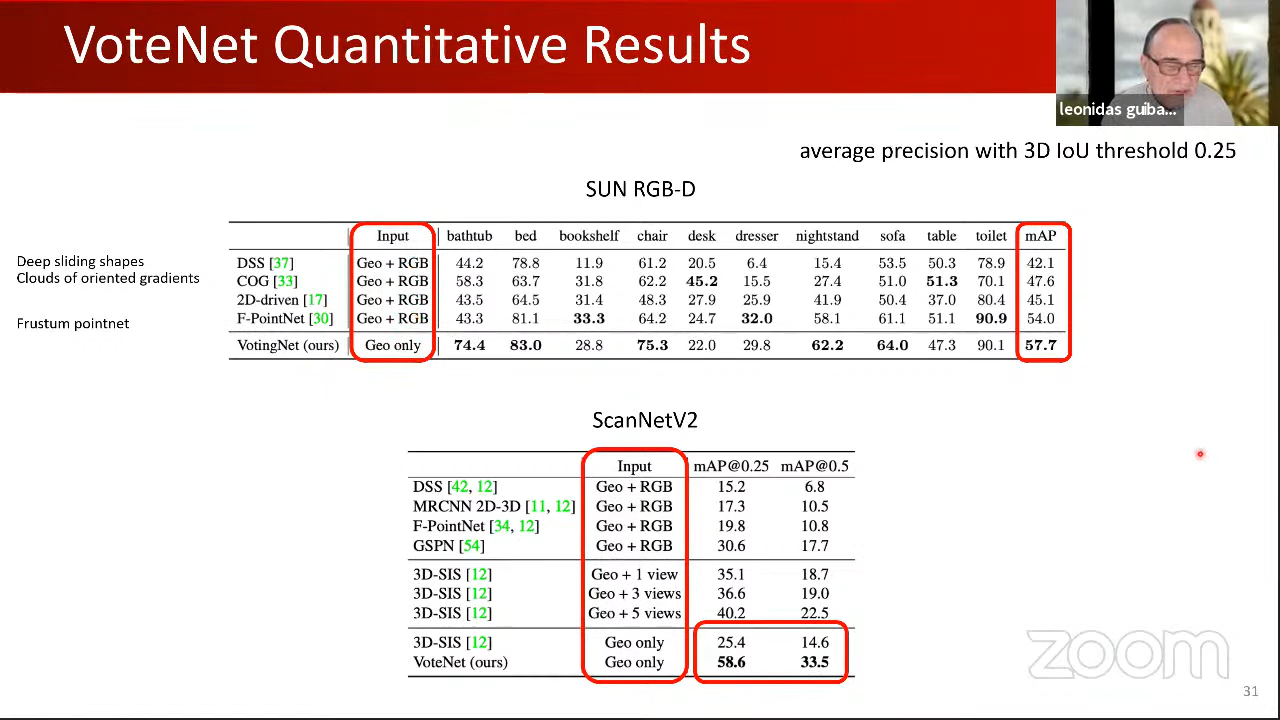 VoteNet Quantitative Results
leonidas guiba...
average precision with 3D IoU threshold 0.25
SUN RGB-D
Input bathtub bed bookshelf chair desk dresser nightstand sofa table toilet mAP
Deep sliding shapes DSS [37] Geo + RGB 44.2 78.8 11.9 61.2 20.5 6.4 15.4 53.5 50.3 78.9 42.1
Clouds of oriented gradients COG [33] Geo + RGB 58.3 63.7 31.8 62.2 45.2 15.5 27.4 51.0 51.3 70.1 47.6
2D-driven [17] Geo + RGB 43.5 64.5 31.4 48.3 27.9 25.9 41.9 50.4 37.0 80.4 45.1
Frustum pointnet F-PointNet [30] Geo + RGB 43.3 81.1 33.3 64.2 24.7 32.0 58.1 61.1 51.1 90.9 54.0
VotingNet (ours) Geo only 74.4 83.0 28.8 75.3 22.0 29.8 62.2 64.0 47.3 90.1 57.7
ScanNetV2
Input mAP@0.25 mAP@0.5
DSS [42, 12] Geo + RGB 15.2 6.8
MRCNN 2D-3D [11, 12] Geo + RGB 17.3 10.5
F-PointNet [34, 12] Geo + RGB 19.8 10.8
GSPN [54] Geo + RGB 30.6 17.7
3D-SIS [12] Geo + 1 view 35.1 18.7
3D-SIS [12] Geo + 3 views 36.6 19.0
3D-SIS [12] Geo + 5 views 40.2 22.5
3D-SIS [12] Geo only 25.4 14.6
VoteNet (ours) Geo only 58.6 33.5
zoom
31